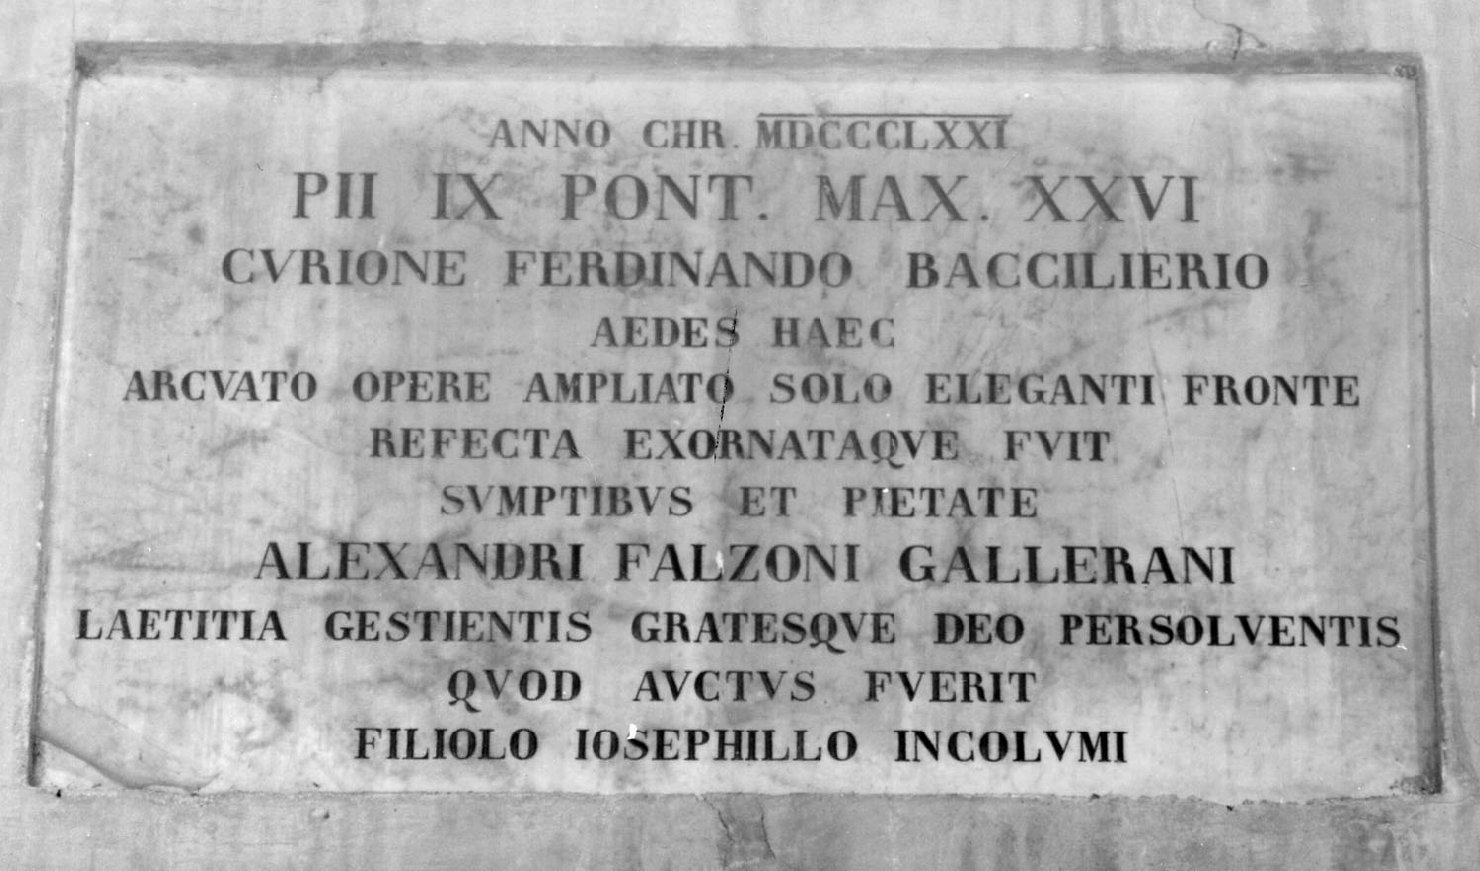 ANNO CHR. MDCCCLXXI
PII IX PONT. MAX. XXVI
CVRIONE FERDINANDO BACCILIERIO
AEDES HAEC
ARCVATO OPERE AMPLIATO SOLO ELEGANTI FRONTE
REFECTA EXORNATAQVE FVIT
SVMPTIBVS ET PIETATE
ALEXANDRI FALZONI GALLERANI
LAETITIA GESTIENTIS GRATESQVE DEO PERSOLVENTIS
QVOD AVCTVS FVERIT
FILIOLO IOSEPHILLO INCOLVMI